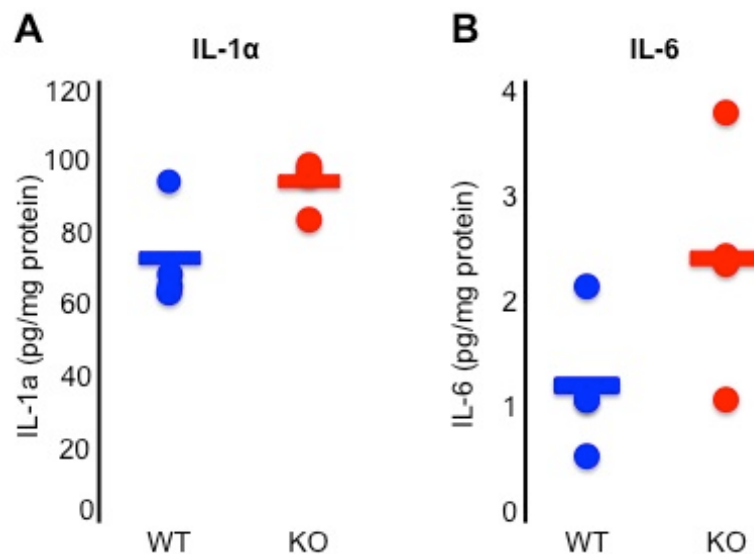 A
IL-1α
IL-1a (pg/mg protein)
120
100
80
60
40
20
0
WT
KO
B
IL-6
IL-6 (pg/mg protein)
4
3
2
1
0
WT
KO